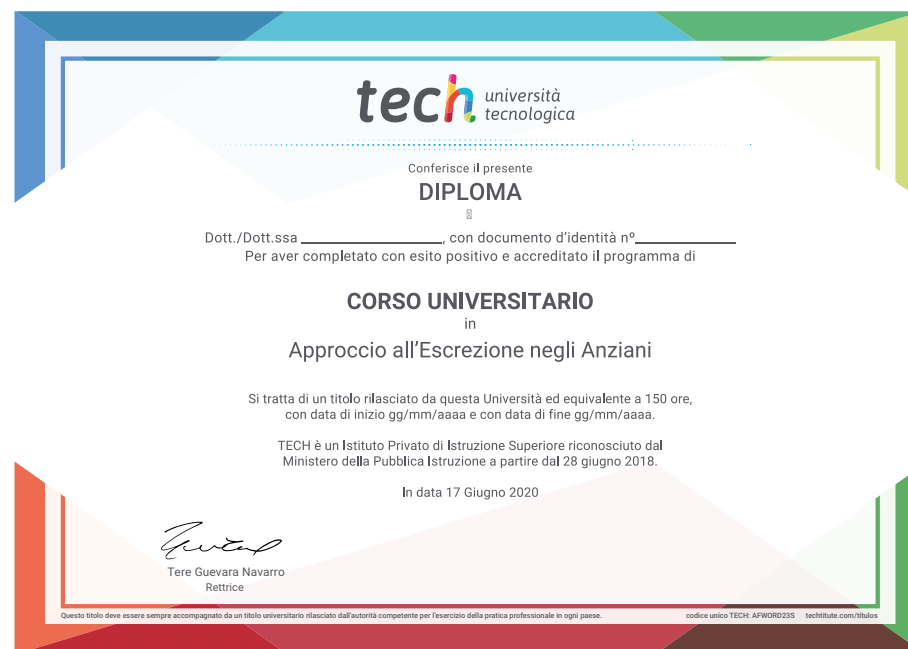 tech università
tecnologica
Conferisce il presente
DIPLOMA
Dott./Dott.ssa ________________, con documento d'identità nº____________
Per aver completato con esito positivo e accreditato il programma di
CORSO UNIVERSITARIO
in
Approccio all'Escrezione negli Anziani
Si tratta di un titolo rilasciato da questa Università ed equivalente a 150 ore,
con data di inizio gg/mm/aaaa e con data di fine gg/mm/aaaa.
TECH è un Istituto Privato di Istruzione Superiore riconosciuto dal
Ministero della Pubblica Istruzione a partire dal 28 giugno 2018.
In data 17 Giugno 2020
Tere Guevara Navarro
Rettrice
Questo titolo deve essere sempre accompagnato da un titolo universitario rilasciato dall'autorità competente per l'esercizio della pratica professionale in ogni paese. codice unico TECH: AFWORD23S techtitute.com/titulos